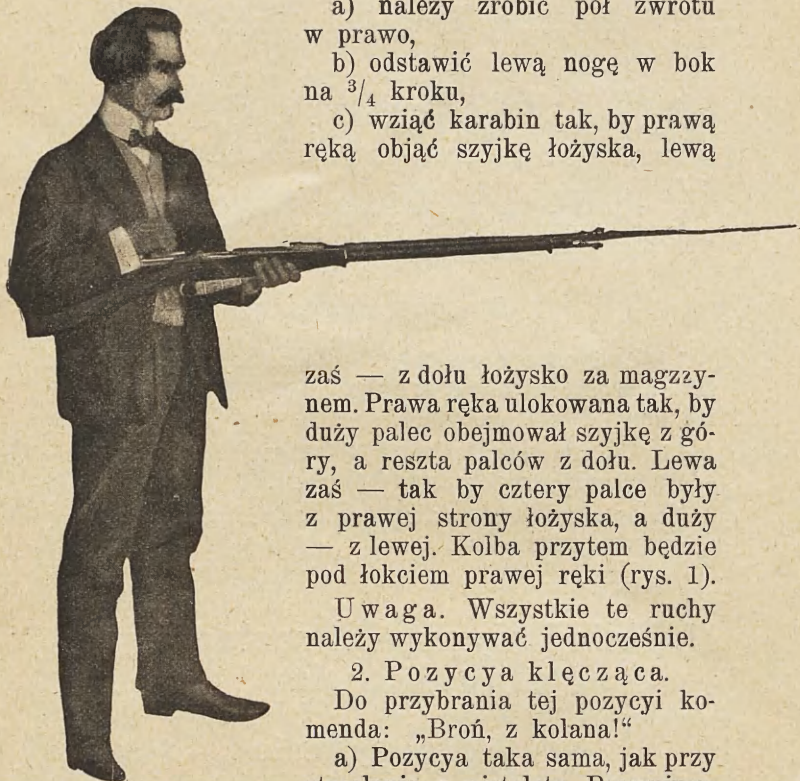 a) należy zrobić pół zwrotu
w prawo,
b) odstawić lewą nogę w bok
na 3/4 kroku,
c) wziąć karabin tak, by prawą
ręką objąć szyjkę łożyska, lewą
zaś — z dołu łożysko za magzzy-
nem. Prawa ręka ulokowana tak, by
duży palec obejmował szyjkę z gó-
ry, a reszta palców z dołu. Lewa
zaś — tak by cztery palce były
z prawej strony łożyska, a duży
— z lewej. Kolba przytem będzie
pod łokciem prawej ręki (rys. 1).
Uwaga. Wszystkie te ruchy
należy wykonywać jednocześnie.
2. Pozycya klęcząca.
Do przybrania tej pozycyi ko-
menda: „Broń, z kolana!“
a) Pozycya taka sama, jak przy